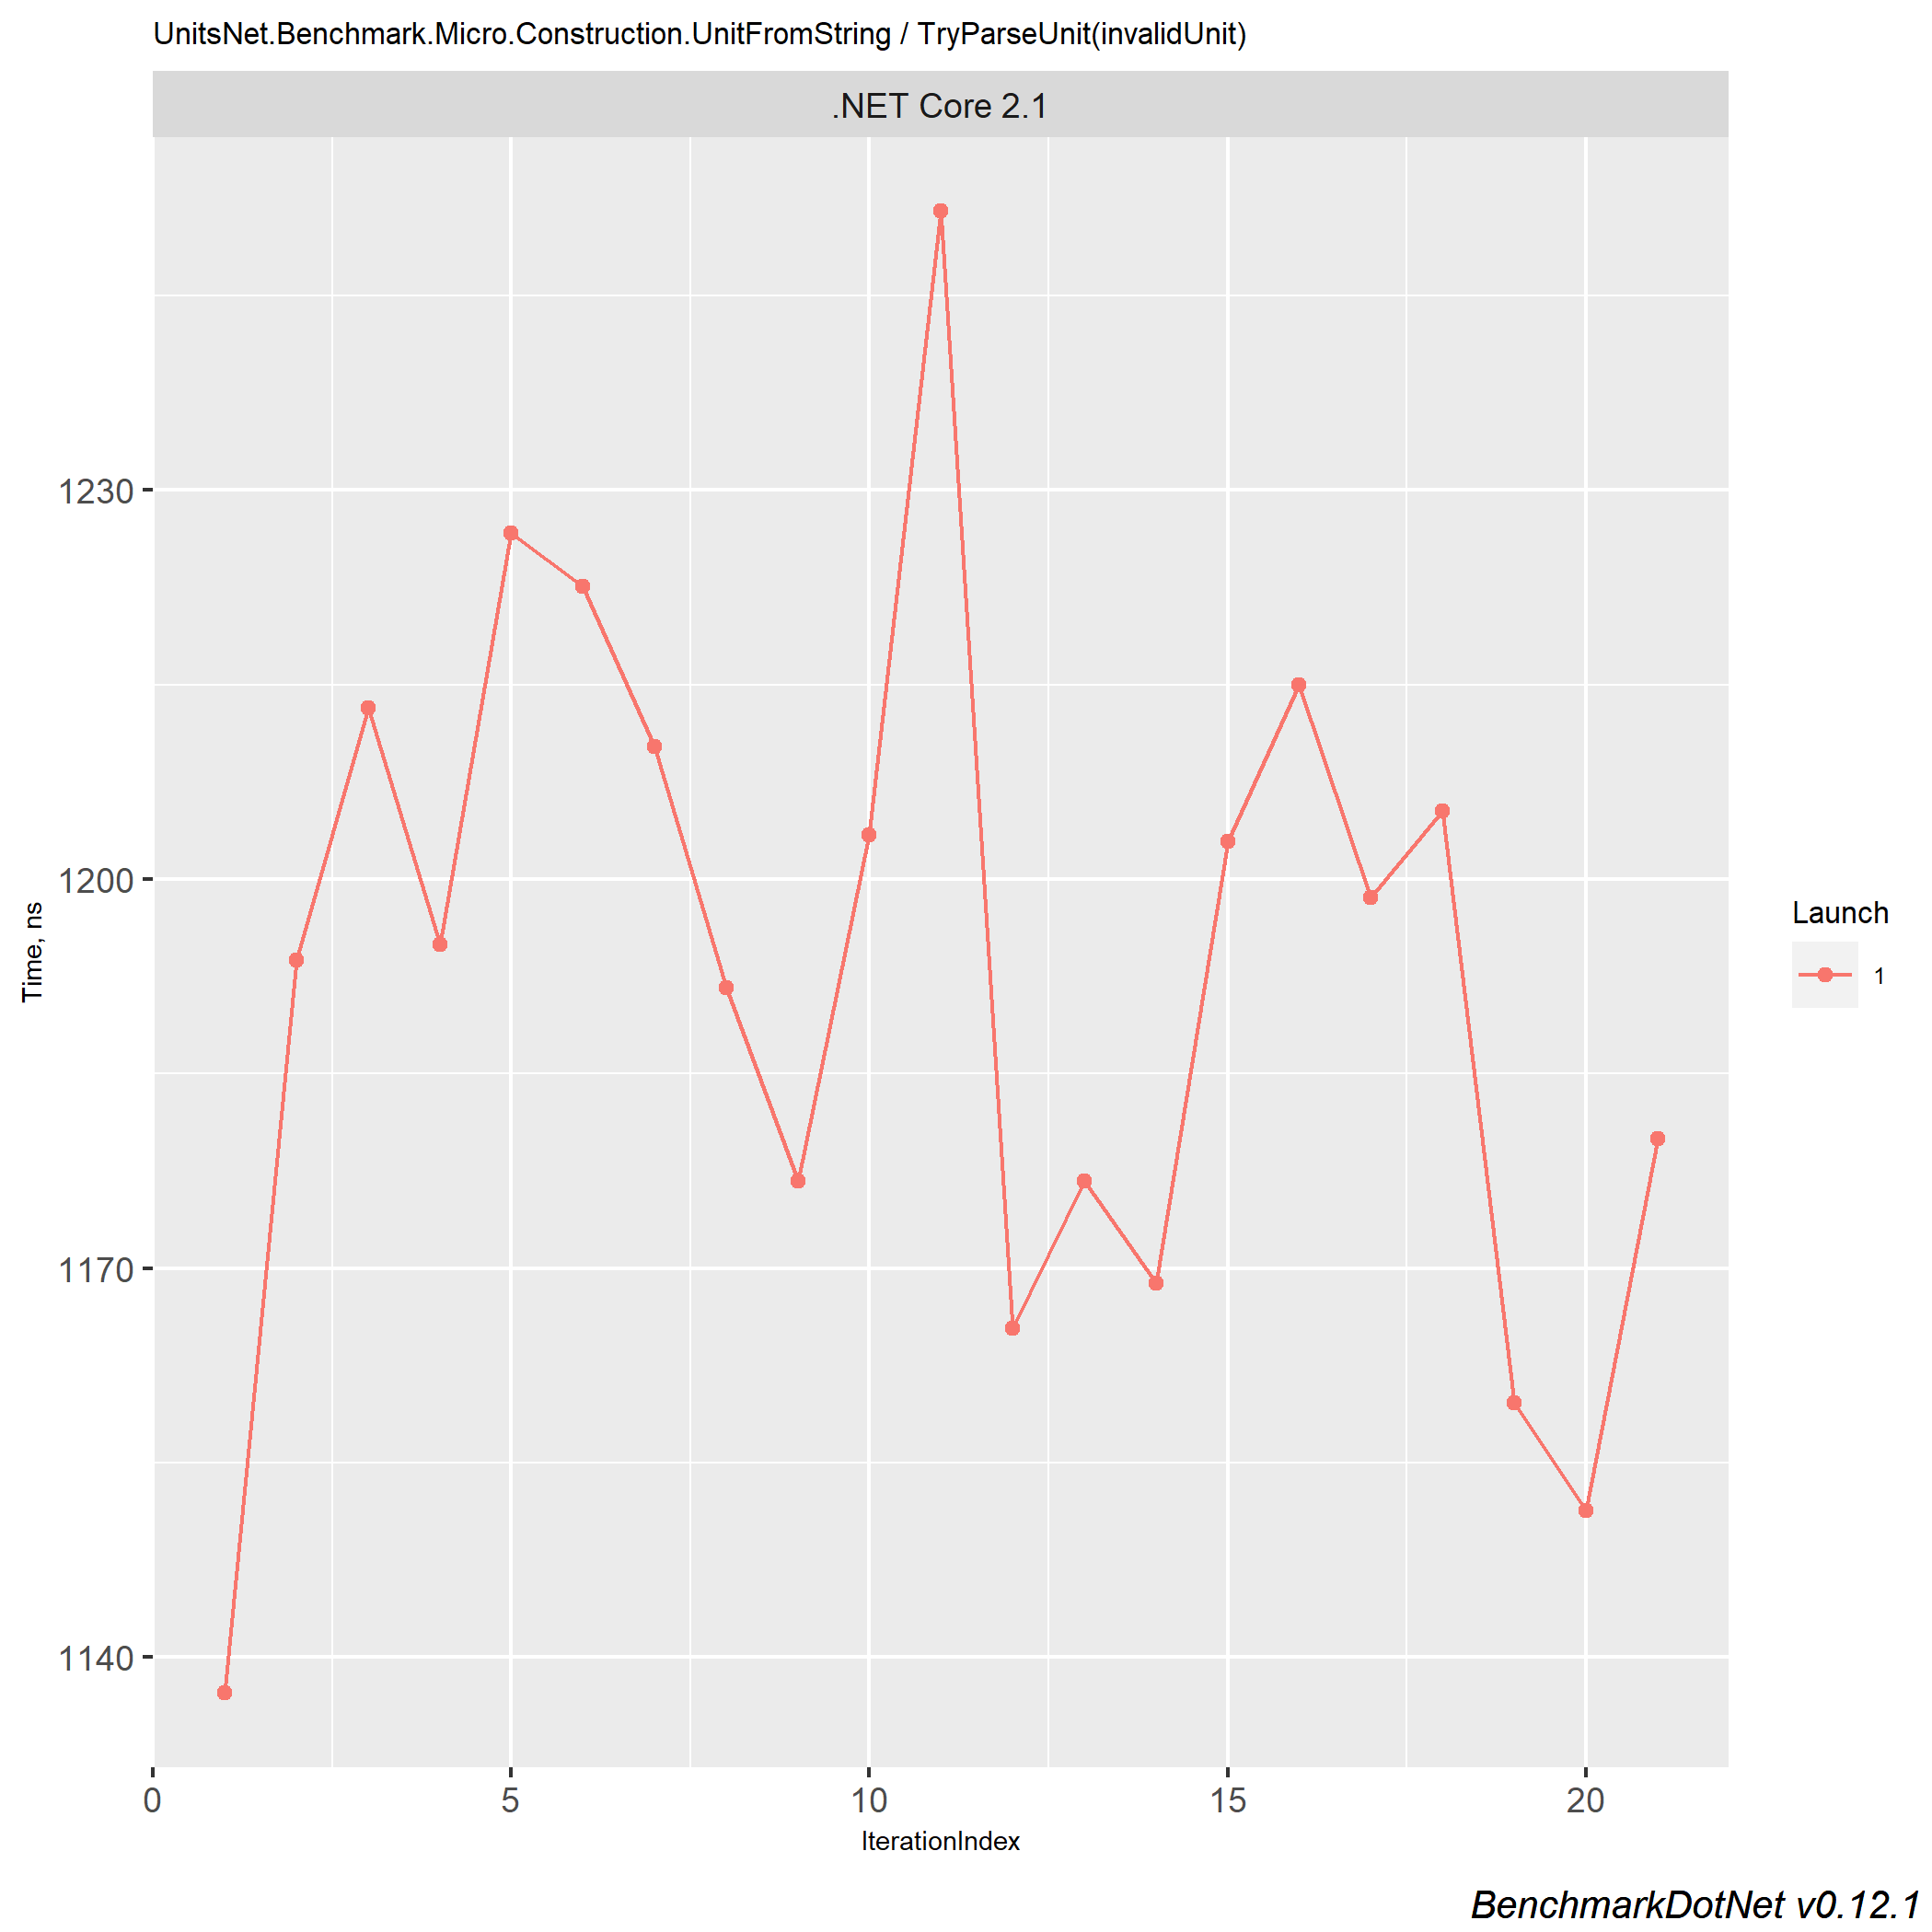 UnitsNet.Benchmark.Micro.Construction.UnitFromString / TryParseUnit(invalidUnit)
.NET Core 2.1
1230
1200
1170
1140
Time, ns
0 5 10 15 20
IterationIndex
Launch
1
BenchmarkDotNet v0.12.1